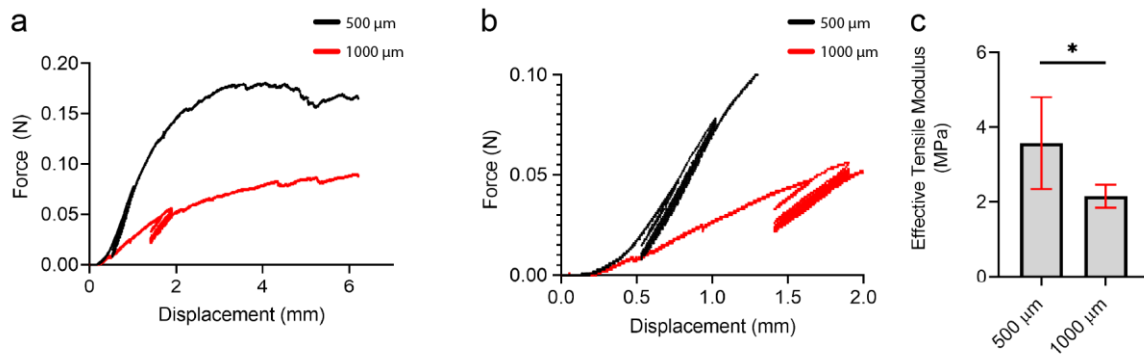 a
500 µm
1000 µm
0.20
0.15
0.10
0.05
0.00
Force (N)
0
2
4
6
Displacement (mm)
b
500 µm
1000 µm
0.10
0.05
0.00
Force (N)
0.0
0.5
1.0
1.5
2.0
Displacement (mm)
c
*
6
4
2
0
Effective Tensile Modulus
(MPa)
500 µm
1000 µm